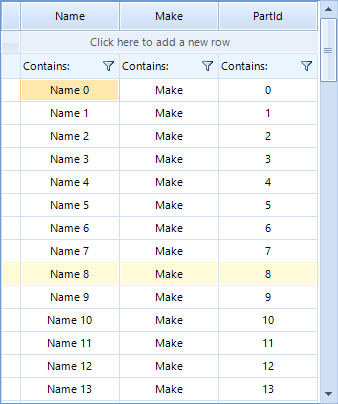 Name Make PartId
Click here to add a new row
Contains: Contains: Contains:
Name 0 Make 0
Name 1 Make 1
Name 2 Make 2
Name 3 Make 3
Name 4 Make 4
Name 5 Make 5
Name 6 Make 6
Name 7 Make 7
Name 8 Make 8
Name 9 Make 9
Name 10 Make 10
Name 11 Make 11
Name 12 Make 12
Name 13 Make 13